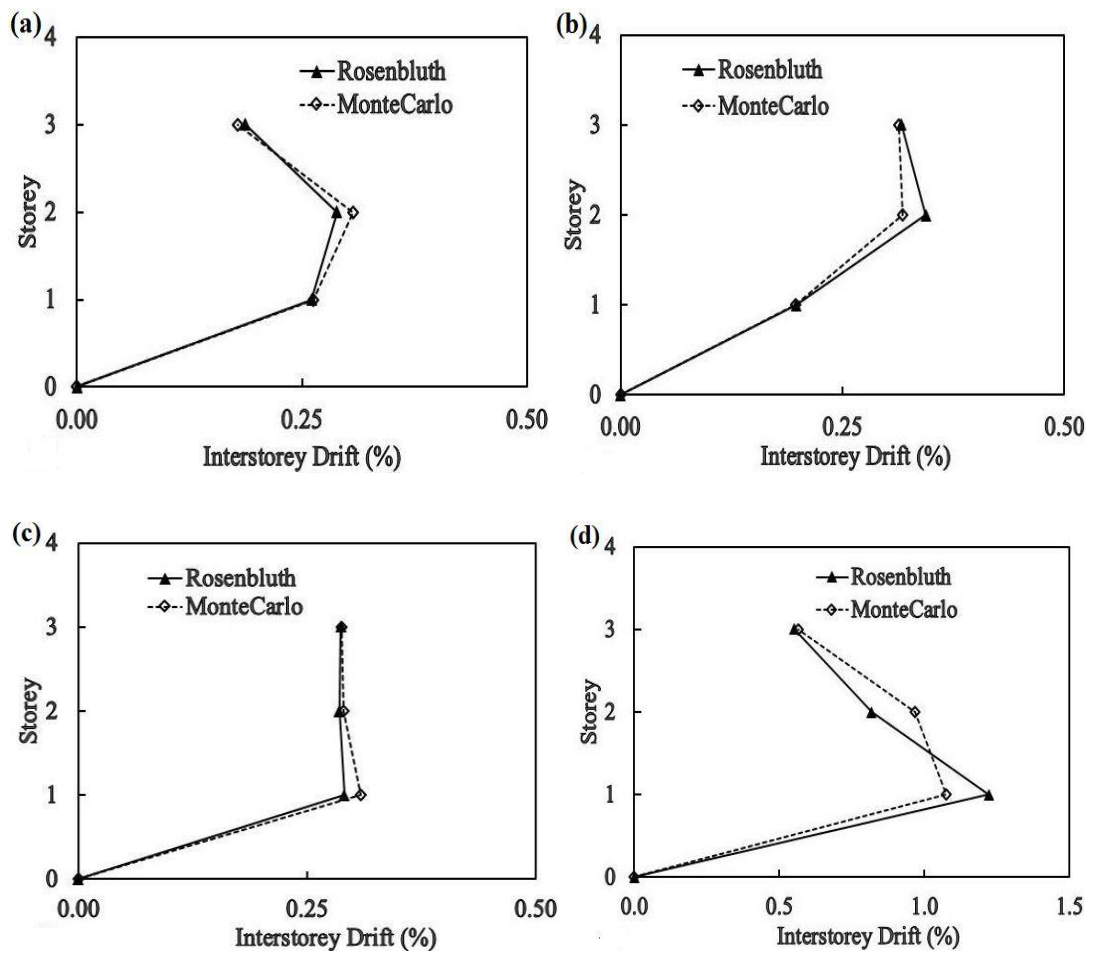 (a)
4
3
2
1
0
Storey
Rosenbluth
MonteCarlo
0.00 0.25 0.50
Interstorey Drift (%)
(b)
4
3
2
1
0
Storey
Rosenbluth
MonteCarlo
0.00 0.25 0.50
Interstorey Drift (%)
(c)
4
3
2
1
0
Storey
Rosenbluth
MonteCarlo
0.00 0.25 0.50
Interstorey Drift (%)
(d)
4
3
2
1
0
Storey
Rosenbluth
MonteCarlo
0.0 0.5 1.0 1.5
Interstorey Drift (%)